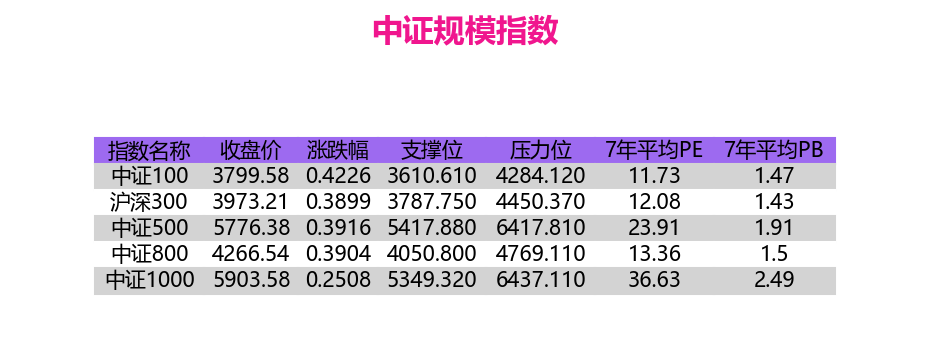 中证规模指数
指数名称 收盘价 涨跌幅 支撑位 压力位 7年平均PE 7年平均PB
中证100 3799.58 0.4226 3610.610 4284.120 11.73 1.47
沪深300 3973.21 0.3899 3787.750 4450.370 12.08 1.43
中证500 5776.38 0.3916 5417.880 6417.810 23.91 1.91
中证800 4266.54 0.3904 4050.800 4769.110 13.36 1.5
中证1000 5903.58 0.2508 5349.320 6437.110 36.63 2.49